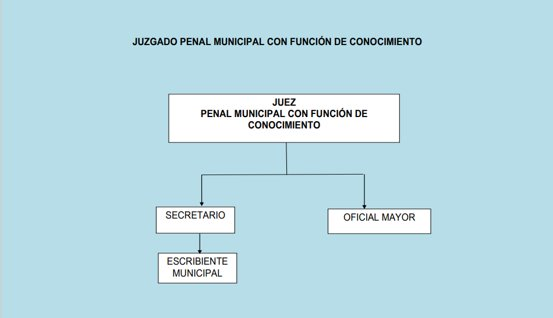 JUZGADO PENAL MUNICIPAL CON FUNCIÓN DE CONOCIMIENTO
JUEZ
PENAL MUNICIPAL CON FUNCIÓN DE
CONOCIMIENTO
SECRETARIO
OFICIAL MAYOR
ESCRIBIENTE
MUNICIPAL